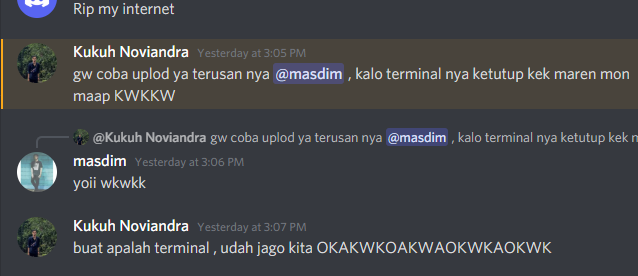 Rip my internet
Kukuh Noviandra Yesterday at 3:05 PM
gw coba uplod ya terusan nya @masdim , kalo terminal nya ketutup kek maren mon
maap KWKKW
@Kukuh Noviandra gw coba uplod ya terusan nya @masdim , kalo terminal nya ketutup kek m
masdim Yesterday at 3:06 PM
yoii wkwkk
Kukuh Noviandra Yesterday at 3:07 PM
buat apalah terminal , udah jago kita OKAKWKOAKWAOKWKAOKWK